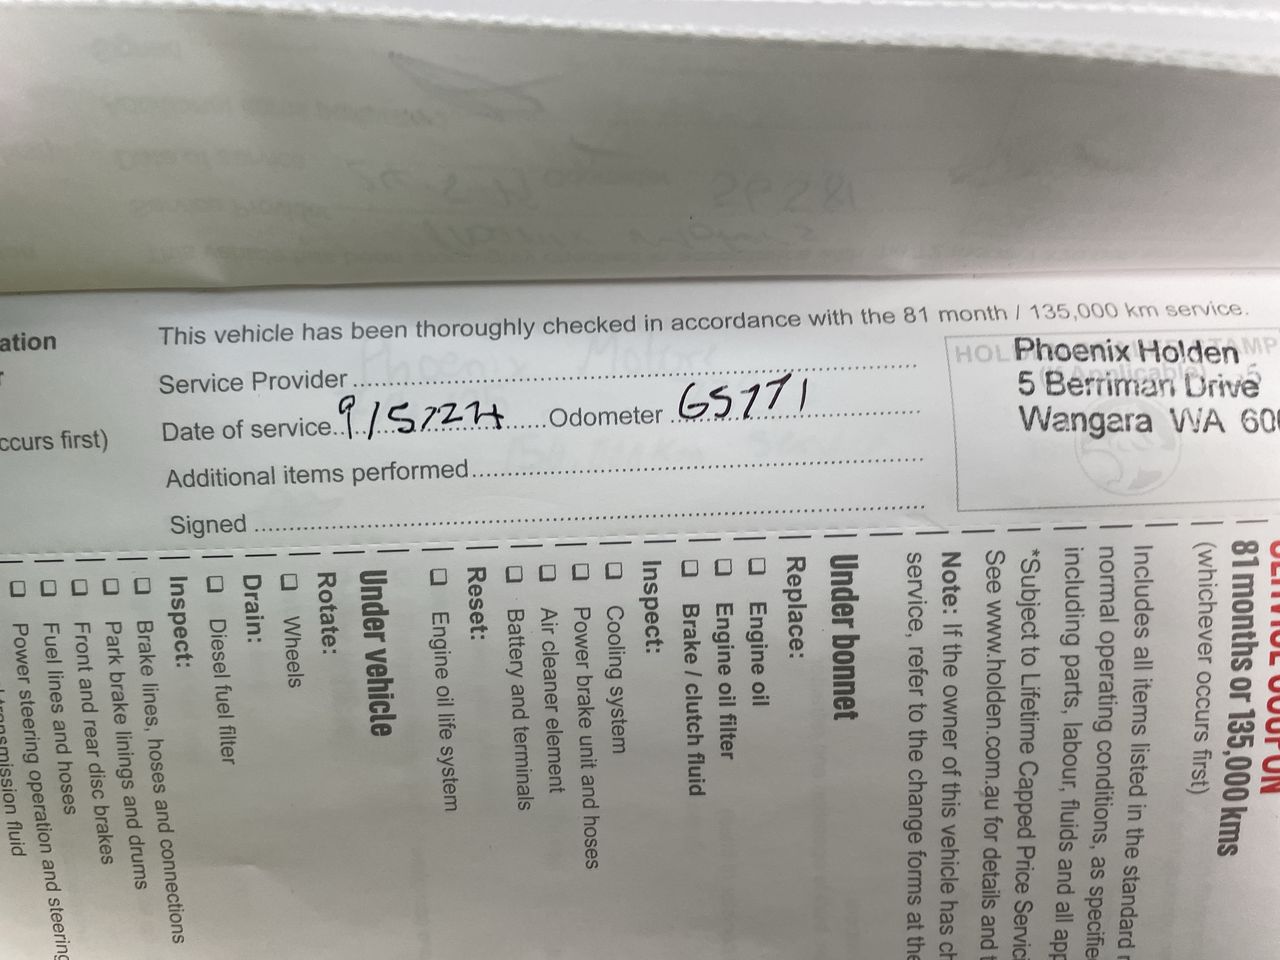 ation
r
ccurs first)
This vehicle has been thoroughly checked in accordance with the 81 month / 135,000 km service.
Service Provider
Date of service 9/5/24 Odometer 65771
Additional items performed
Signed
HOL
AMP
Phoenix Holden
5 Berriman Drive
Wangara WA 60
81 months or 135,000 kms
(whichever occurs first)
Includes all items listed in the standard
normal operating conditions, as specifie
including parts, labour, fluids and all app
*Subject to Lifetime Capped Price Servici
See www.holden.com.au for details and t
Note: If the owner of this vehicle has ch
service, refer to the change forms at the
Under bonnet
Replace:
☐ Engine oil
☐ Engine oil filter
☐ Brake / clutch fluid
Inspect:
☐ Cooling system
☐ Power brake unit and hoses
☐ Air cleaner element
☐ Battery and terminals
Reset:
☐ Engine oil life system
Under vehicle
Rotate:
☐ Wheels
Drain:
☐ Diesel fuel filter
Inspect:
☐ Brake lines, hoses and connections
☐ Park brake linings and drums
☐ Front and rear disc brakes
☐ Fuel lines and hoses
☐ Power steering operation and steering
transmission fluid